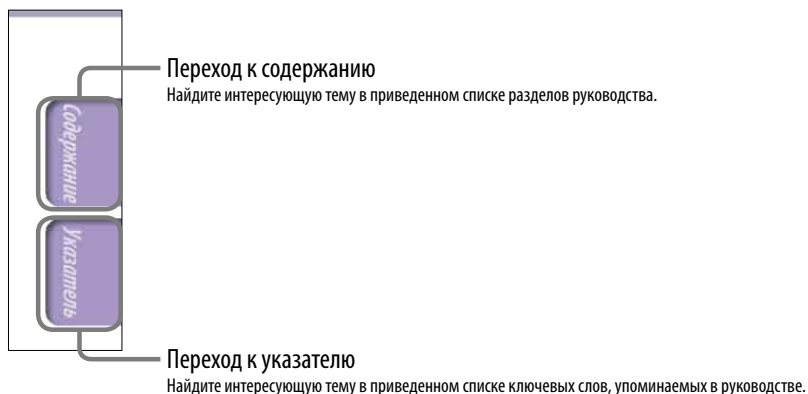 Переход к содержанию
Найдите интересующую тему в приведенном списке разделов руководства.
Содержание
Указатель
Переход к указателю
Найдите интересующую тему в приведенном списке ключевых слов, упоминаемых в руководстве.